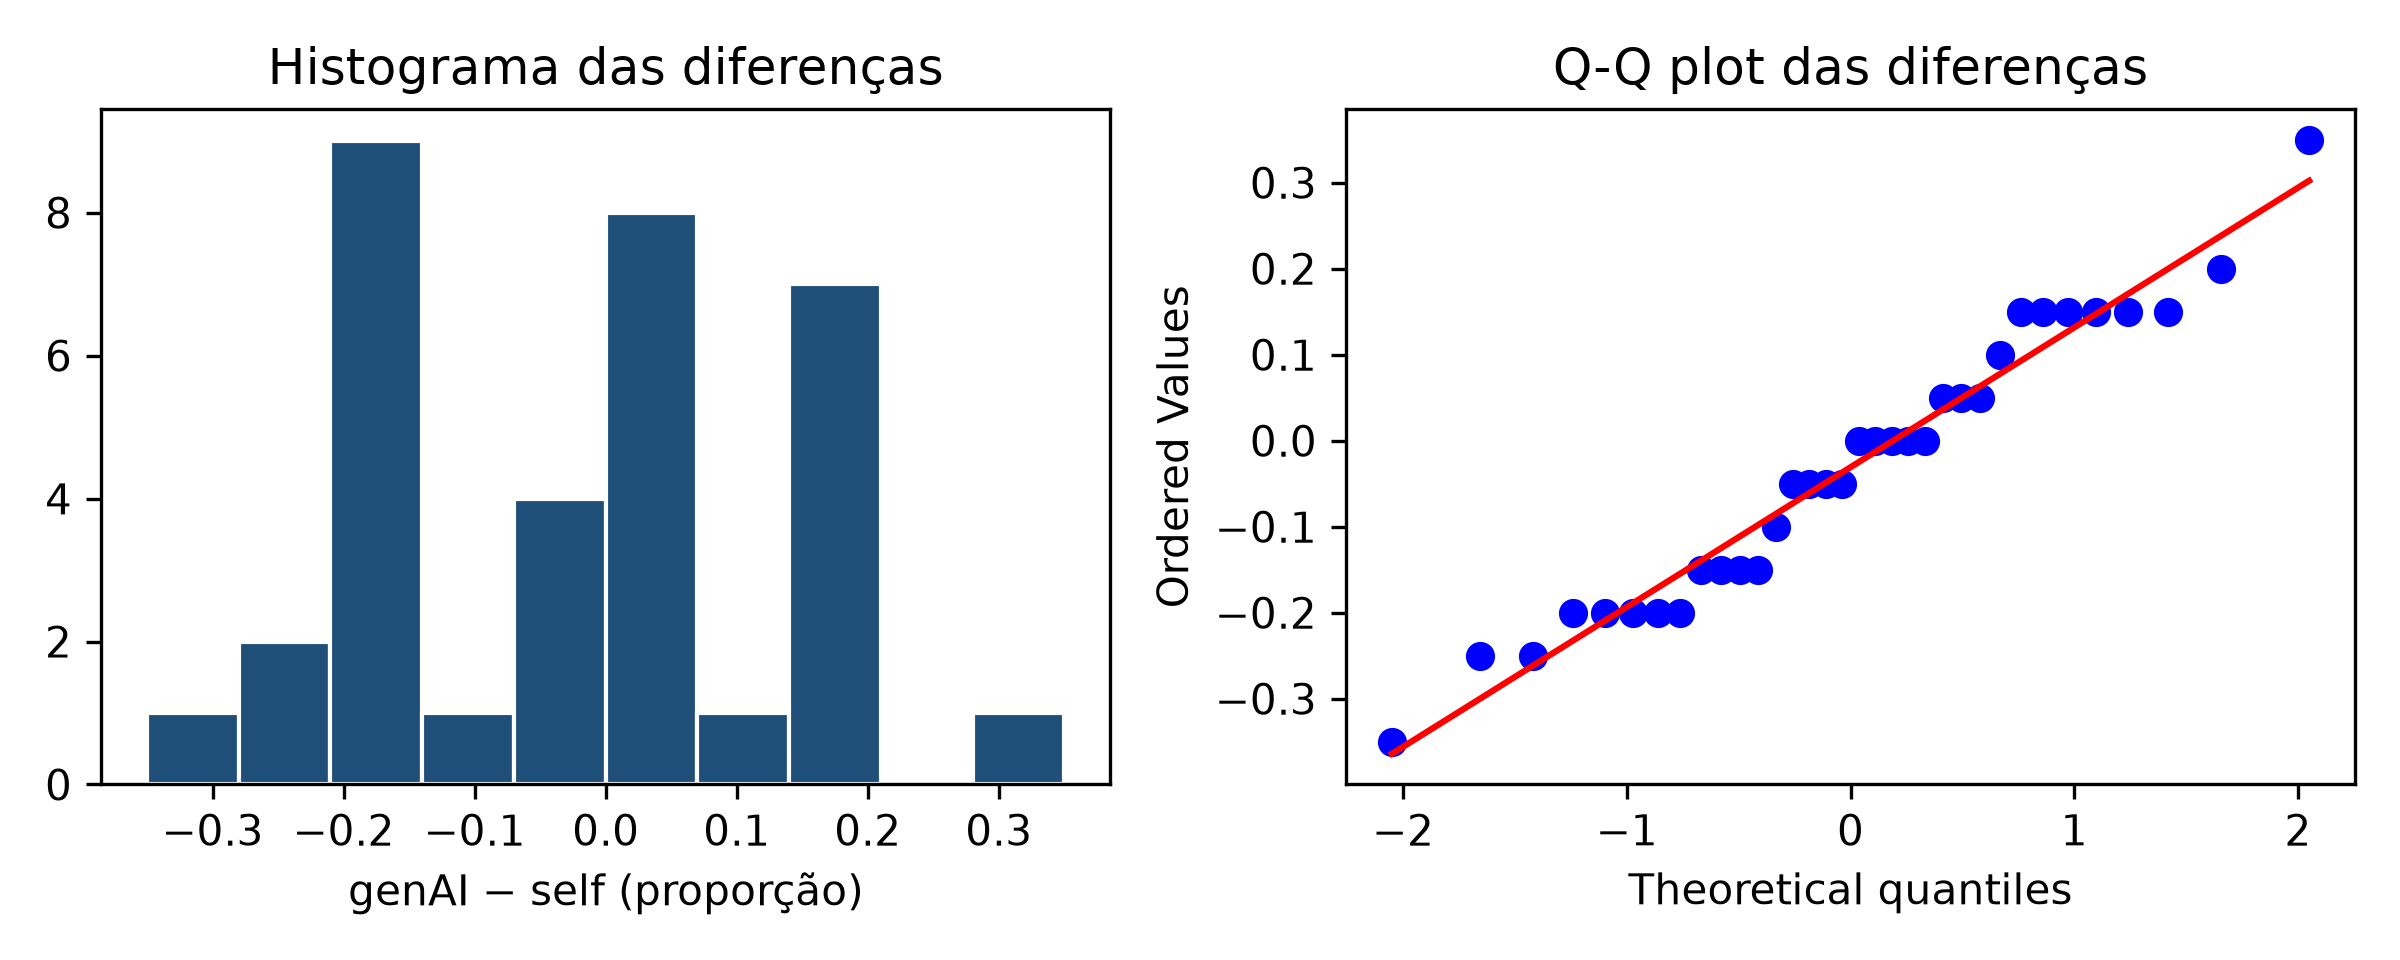 Histograma das diferenças
8
6
4
2
0
−0.3 −0.2 −0.1 0.0 0.1 0.2 0.3
genAI − self (proporção)
Q-Q plot das diferenças
Ordered Values
0.3
0.2
0.1
0.0
−0.1
−0.2
−0.3
−2 −1 0 1 2
Theoretical quantiles